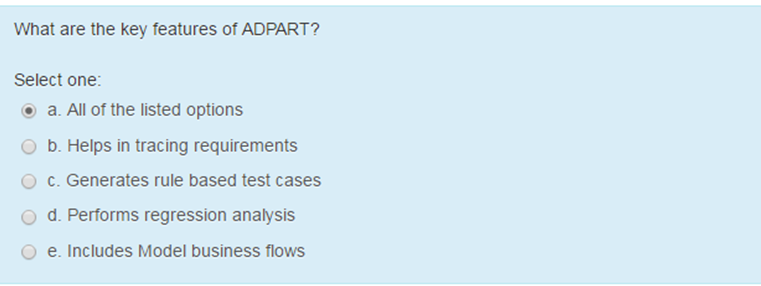 What are the key features of ADPART?
Select one:
a. All of the listed options
b. Helps in tracing requirements
c. Generates rule based test cases
d. Performs regression analysis
e. Includes Model business flows